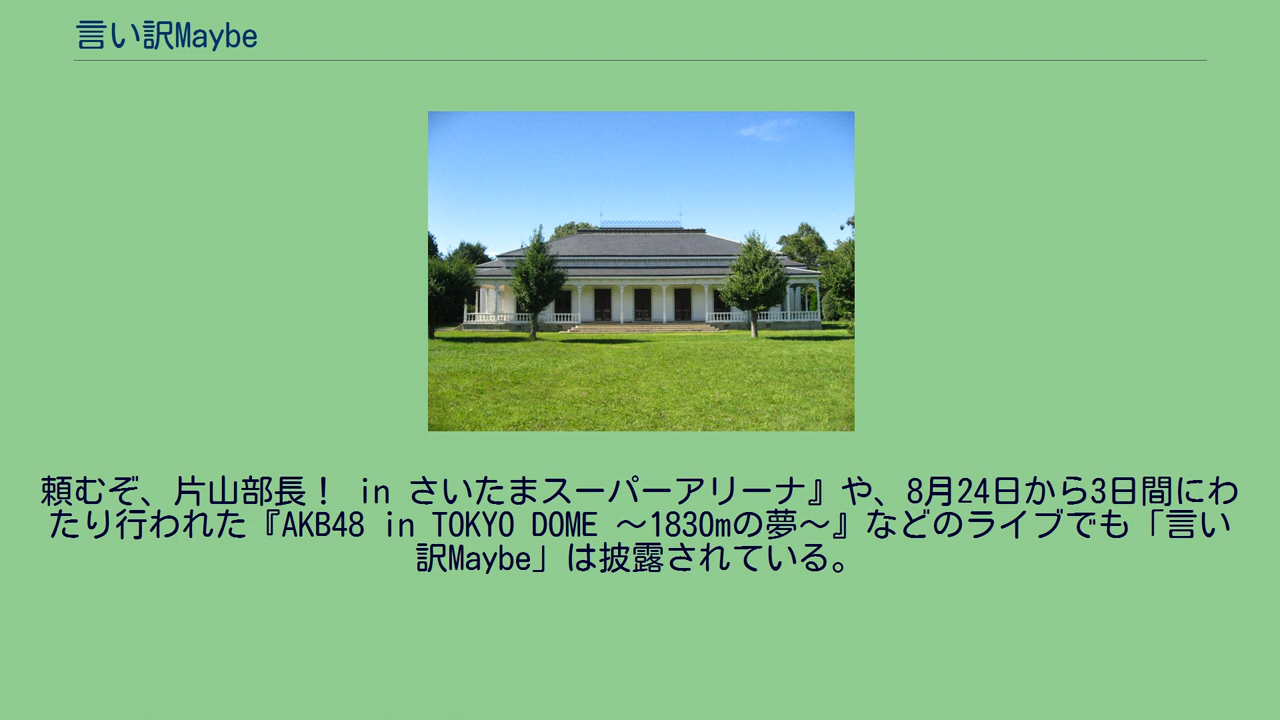 言い訳Maybe
頼むぞ、片山部長！ in さいたまスーパーアリーナ』や、8月24日から3日間にわ
たり行われた『AKB48 in TOKYO DOME 〜1830mの夢〜』などのライブでも「言い
訳Maybe」は披露されている。